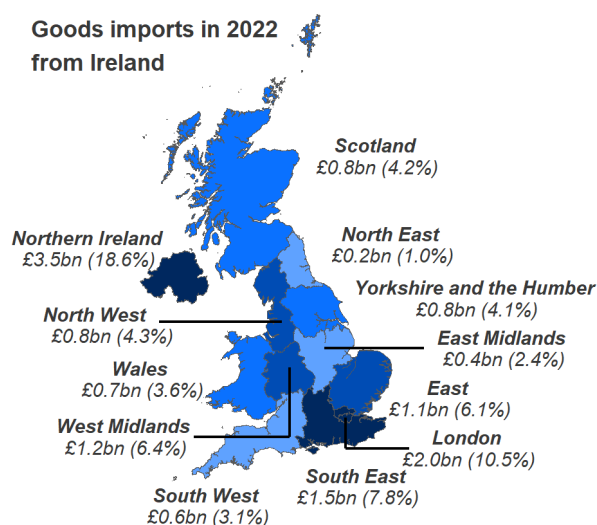 Goods imports in 2022
from Ireland
Scotland
£0.8bn (4.2%)
Northern Ireland
£3.5bn (18.6%)
North East
£0.2bn (1.0%)
Yorkshire and the Humber
£0.8bn (4.1%)
North West
£0.8bn (4.3%)
East Midlands
£0.4bn (2.4%)
Wales
£0.7bn (3.6%)
East
£1.1bn (6.1%)
West Midlands
£1.2bn (6.4%)
London
£2.0bn (10.5%)
South East
£1.5bn (7.8%)
South West
£0.6bn (3.1%)